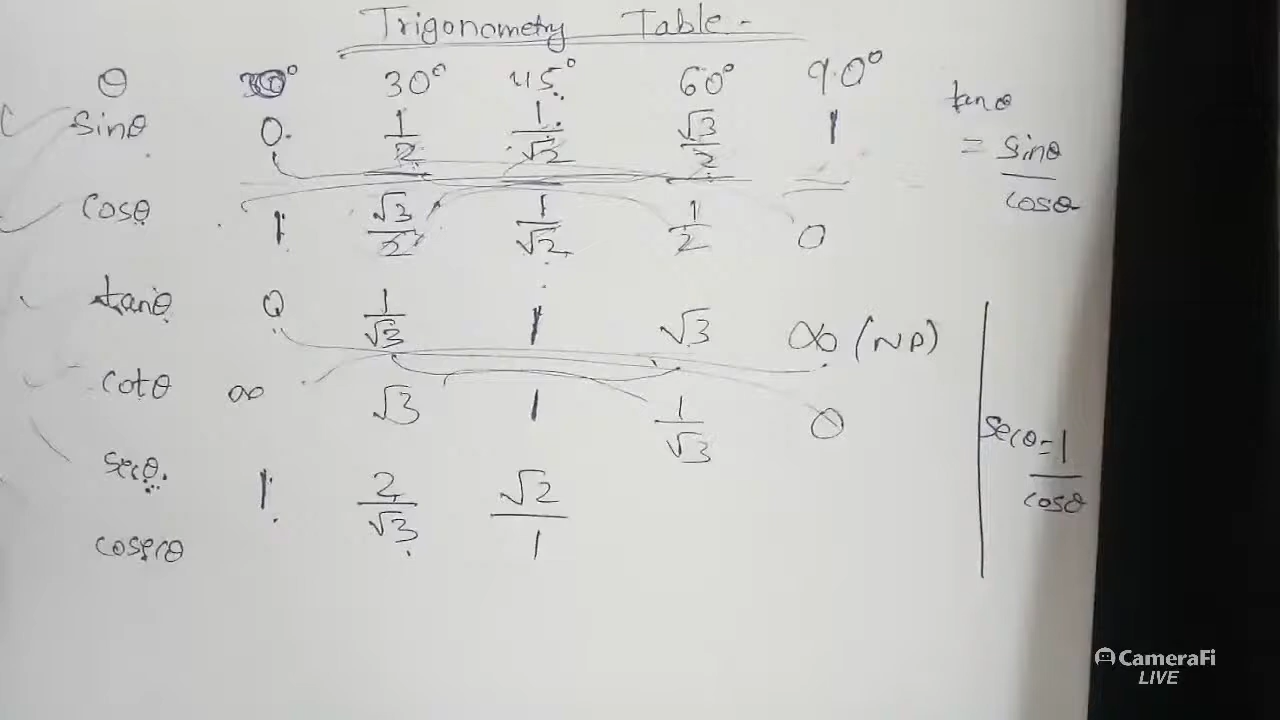 Trigonometry Table -
θ 30° 45° 60° 90°
sinθ 0 1/2 1/√2 √3/2 1
cosθ 1 √3/2 1/√2 1/2 0
tanθ 0 1/√3 1 √3 ∞ (ND)
cotθ ∞ √3 1 1/√3 0
secθ 1 2/√3 √2/1
cosecθ
tanθ
= sinθ/cosθ
secθ = 1/cosθ
CameraFi
LIVE